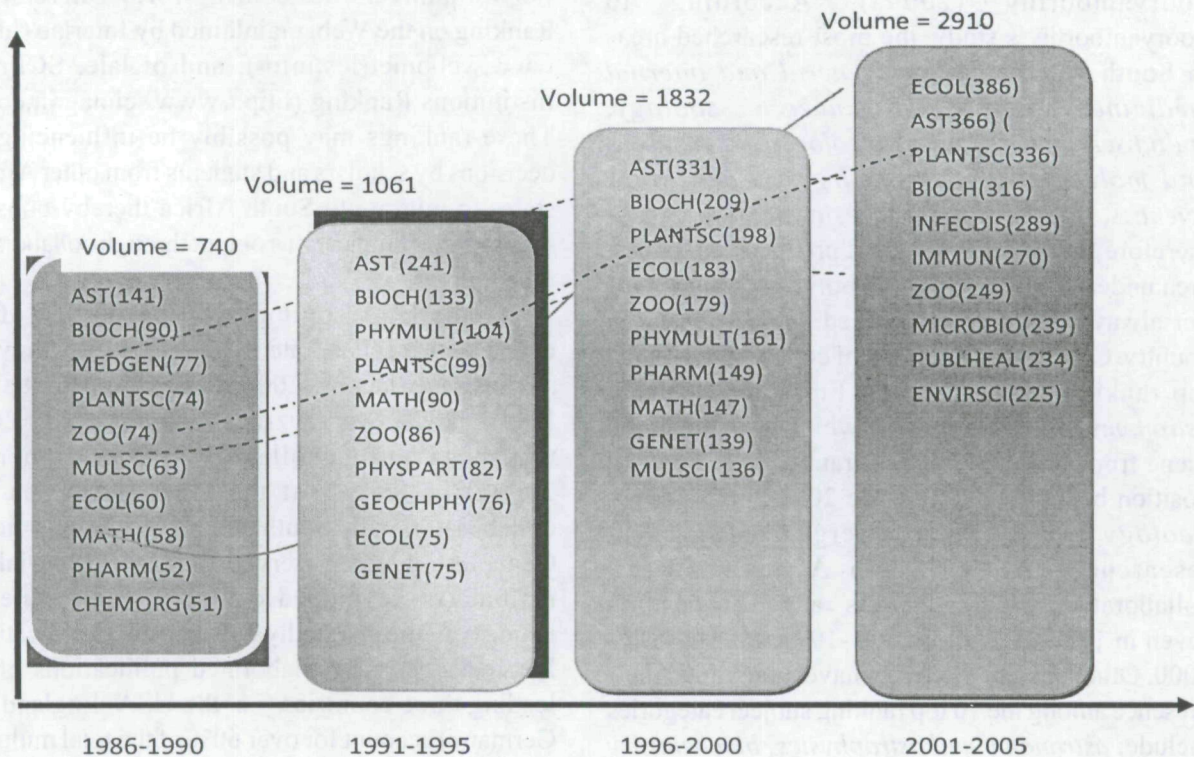 Volume = 740
AST(141)
BIOCH(90)
MEDGEN(77)
PLANTSC(74)
ZOO(74)
MULSC(63)
ECOL(60)
MATH((58)
PHARM(52)
CHEMORG(51)
1986-1990
Volume = 1061
AST (241)
BIOCH(133)
PHYMULT(104)
PLANTSC(99)
MATH(90)
ZOO(86)
PHYSPART(82)
GEOCHPHY(76)
ECOL(75)
GENET(75)
1991-1995
Volume = 1832
AST(331)
BIOCH(209)
PLANTSC(198)
ECOL(183)
ZOO(179)
PHYMULT(161)
PHARM(149)
MATH(147)
GENET(139)
MULSCI(136)
1996-2000
Volume = 2910
ECOL(386)
AST366) (
PLANTSC(336)
BIOCH(316)
INFECDIS(289)
IMMUN(270)
ZOO(249)
MICROBIO(239)
PUBLHEAL(234)
ENVIRSCI(225)
2001-2005